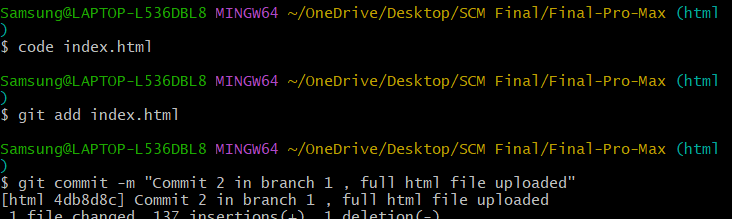 Samsung@LAPTOP-L536DBL8 MINGW64 ~/OneDrive/Desktop/SCM Final/Final-Pro-Max (html
)
$ code index.html
Samsung@LAPTOP-L536DBL8 MINGW64 ~/OneDrive/Desktop/SCM Final/Final-Pro-Max (html
)
$ git add index.html
Samsung@LAPTOP-L536DBL8 MINGW64 ~/OneDrive/Desktop/SCM Final/Final-Pro-Max (html
)
$ git commit -m "Commit 2 in branch 1 , full html file uploaded"
[html 4db8d8c] Commit 2 in branch 1 , full html file uploaded
1 file changed, 137 insertions(+), 1 deletion(-)